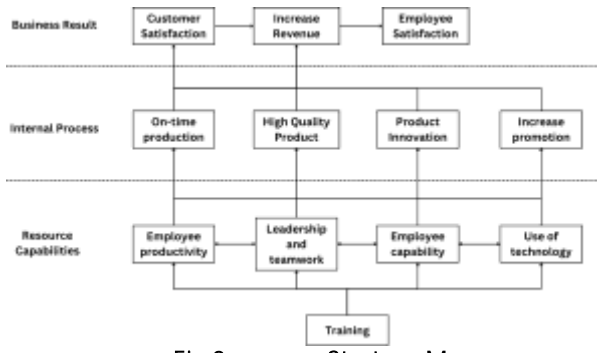 Business Result
Customer
Satisfaction
Increase
Revenue
Employee
Satisfaction
Internal Process
On-time
production
High Quality
Product
Product
Innovation
Increase
promotion
Resource
Capabilities
Employee
productivity
Leadership
and
teamwork
Employee
capability
Use of
technology
Training